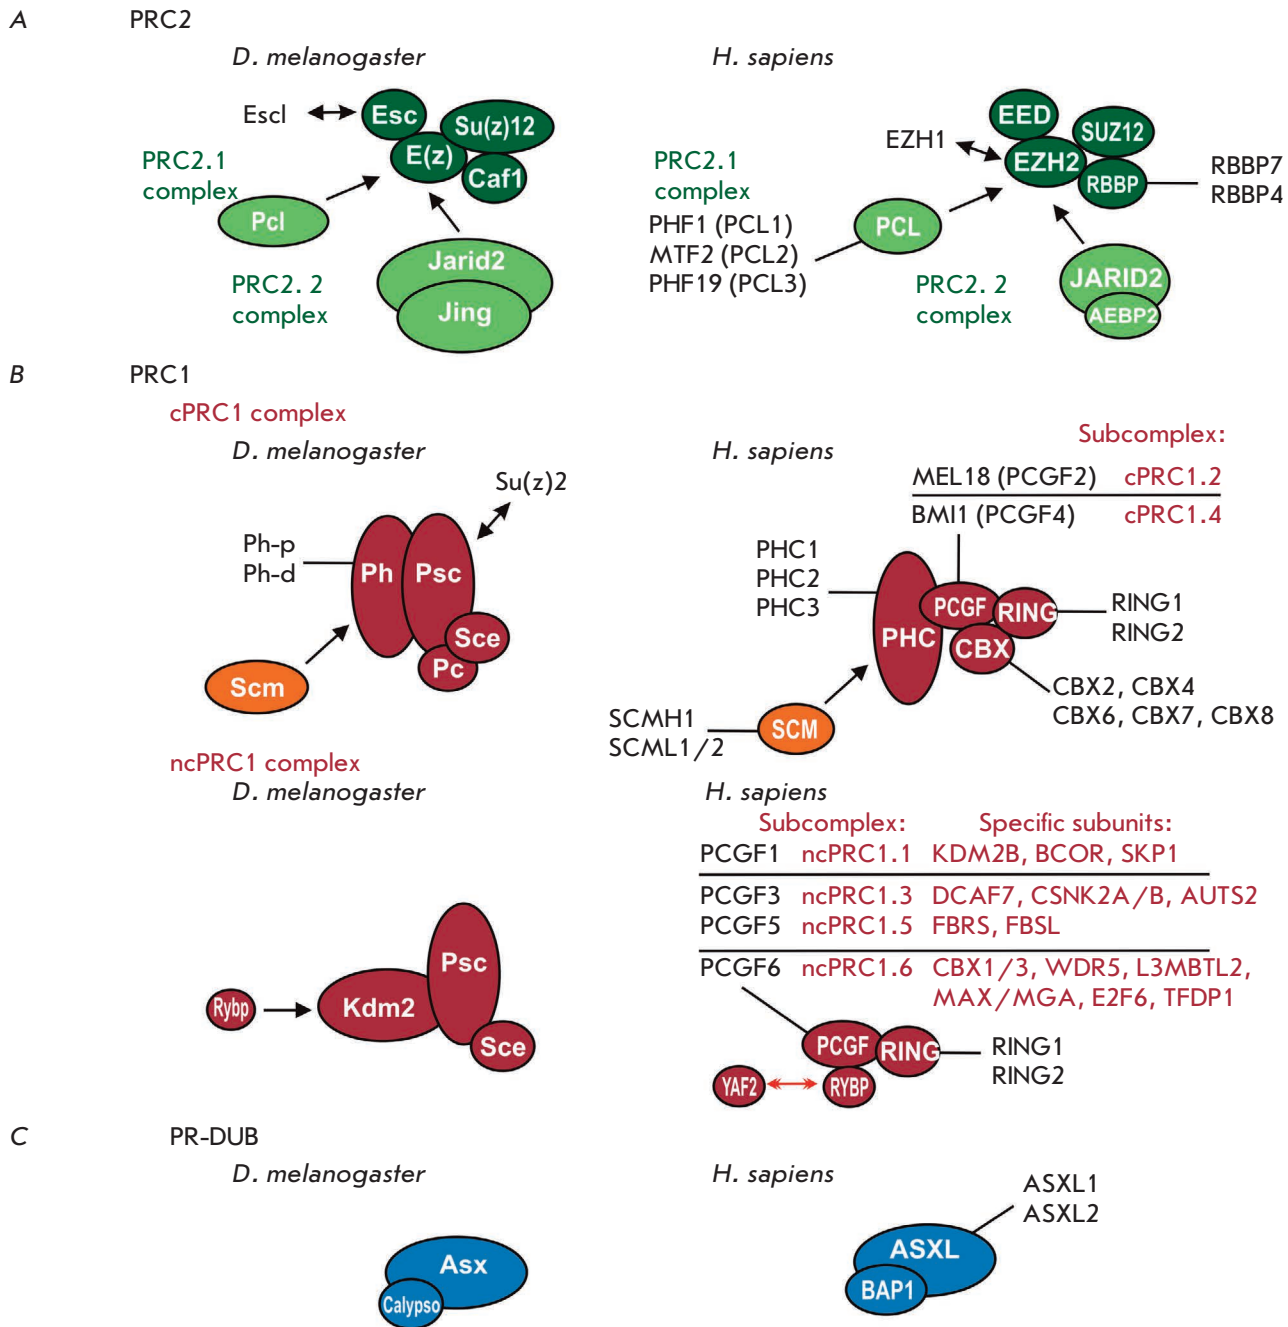 A PRC2
D. melanogaster H. sapiens
Escl
Esc
Su(z)12
E(z)
Caf1
PRC2.1
complex
Pcl
Jarid2
Jing
PRC2. 2
complex
EED
SUZ12
EZH1
EZH2
RBBP
RBBP7
RBBP4
PRC2.1
complex
PHF1 (PCL1)
MTF2 (PCL2)
PHF19 (PCL3)
PCL
PRC2. 2
complex
JARID2
AEBP2
B PRC1
cPRC1 complex
D. melanogaster H. sapiens
Su(z)2
Ph-p
Ph-d
Ph
Psc
Sce
Pc
Scm
Subcomplex:
MEL18 (PCGF2) cPRC1.2
BMI1 (PCGF4) cPRC1.4
PHC1
PHC2
PHC3
PHC
PCGF
RING
CBX
RING1
RING2
CBX2, CBX4
CBX6, CBX7, CBX8
SCMH1
SCML1/2
SCM
ncPRC1 complex
D. melanogaster H. sapiens
Rybp
Kdm2
Psc
Sce
Subcomplex: Specific subunits:
PCGF1 ncPRC1.1 KDM2B, BCOR, SKP1
PCGF3 ncPRC1.3 DCAF7, CSNK2A/B, AUTS2
PCGF5 ncPRC1.5 FBRS, FBSL
PCGF6 ncPRC1.6 CBX1/3, WDR5, L3MBTL2,
MAX/MGA, E2F6, TFDP1
PCGF
RING
RING1
RING2
YAF2
RYBP
C PR-DUB
D. melanogaster H. sapiens
Asx
Calypso
ASXL1
ASXL2
ASXL
BAP1